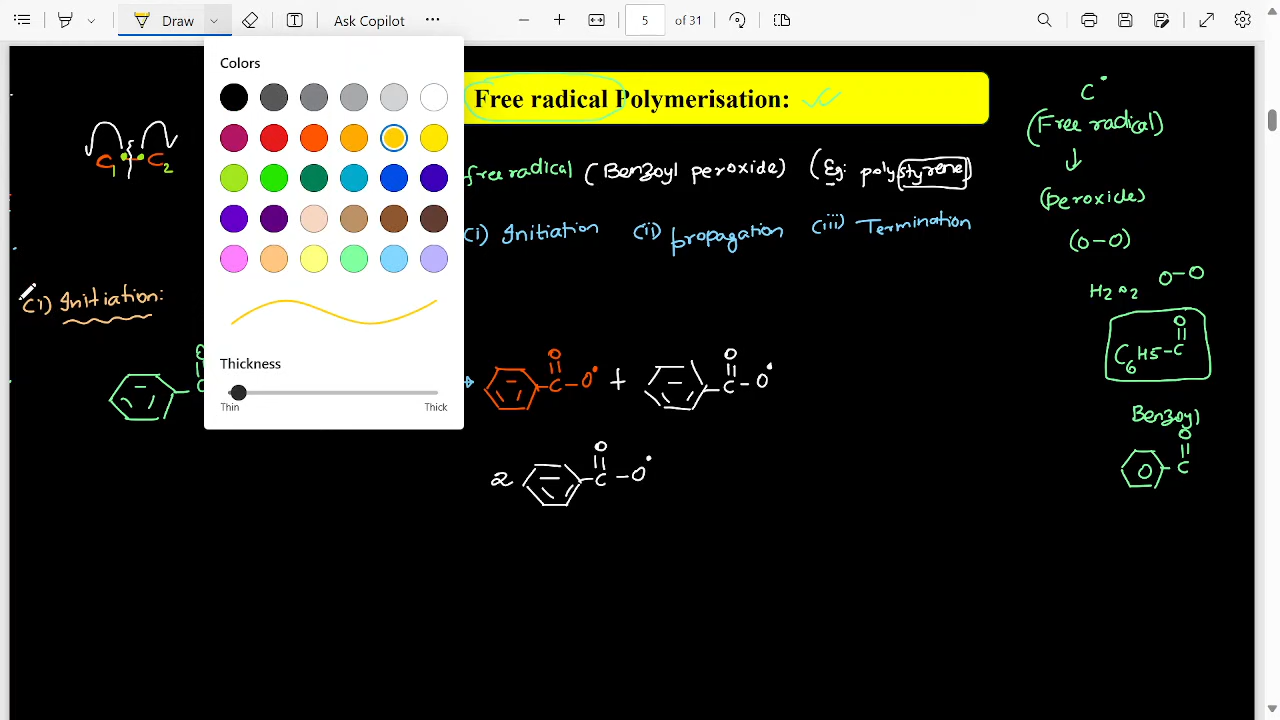 Draw
Ask Copilot
5 of 31
Colors
Thickness
Thin
Thick
Free radical Polymerisation:
C1 C2
free radical (Benzoyl peroxide) (Eg: polystyrene)
(i) Initiation (ii) propagation (iii) Termination
(i) Initiation:
C
(Free radical)
(peroxide)
(O-O)
H2O2 O-O
O
C6H5-C
Benzoyl
O
C
O
C-O
+
O
C-O
2
O
C-O